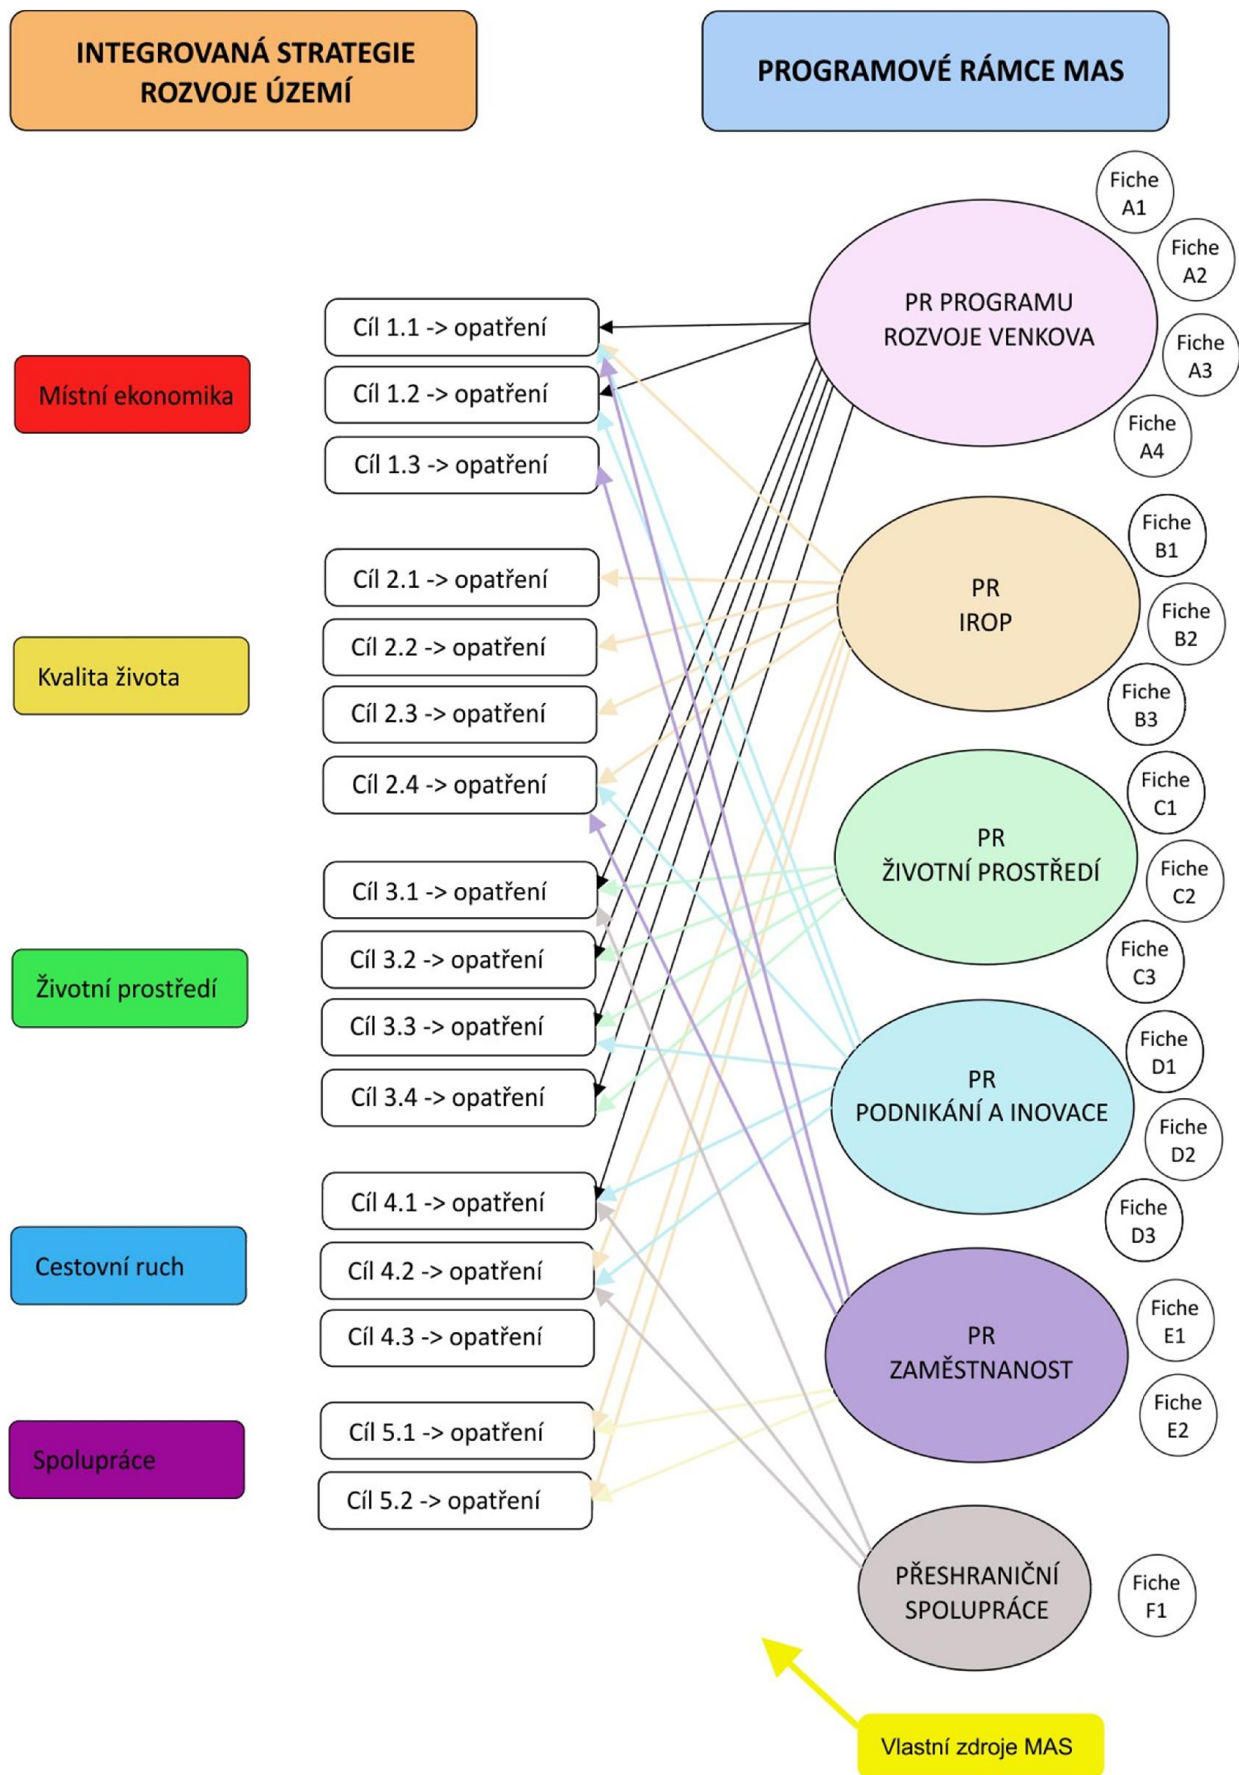 INTEGROVANÁ STRATEGIE
ROZVOJE ÚZEMÍ
PROGRAMOVÉ RÁMCE MAS
Místní ekonomika
Cíl 1.1 -> opatření
Cíl 1.2 -> opatření
Cíl 1.3 -> opatření
Kvalita života
Cíl 2.1 -> opatření
Cíl 2.2 -> opatření
Cíl 2.3 -> opatření
Cíl 2.4 -> opatření
Životní prostředí
Cíl 3.1 -> opatření
Cíl 3.2 -> opatření
Cíl 3.3 -> opatření
Cíl 3.4 -> opatření
Cestovní ruch
Cíl 4.1 -> opatření
Cíl 4.2 -> opatření
Cíl 4.3 -> opatření
Spolupráce
Cíl 5.1 -> opatření
Cíl 5.2 -> opatření
PR PROGRAMU
ROZVOJE VENKOVA
Fiche
A1
Fiche
A2
Fiche
A3
Fiche
A4
PR
IROP
Fiche
B1
Fiche
B2
Fiche
B3
PR
ŽIVOTNÍ PROSTŘEDÍ
Fiche
C1
Fiche
C2
Fiche
C3
PR
PODNIKÁNÍ A INOVACE
Fiche
D1
Fiche
D2
Fiche
D3
PR
ZAMĚSTNANOST
Fiche
E1
Fiche
E2
PŘESHRANIČNÍ
SPOLUPRÁCE
Fiche
F1
Vlastní zdroje MAS